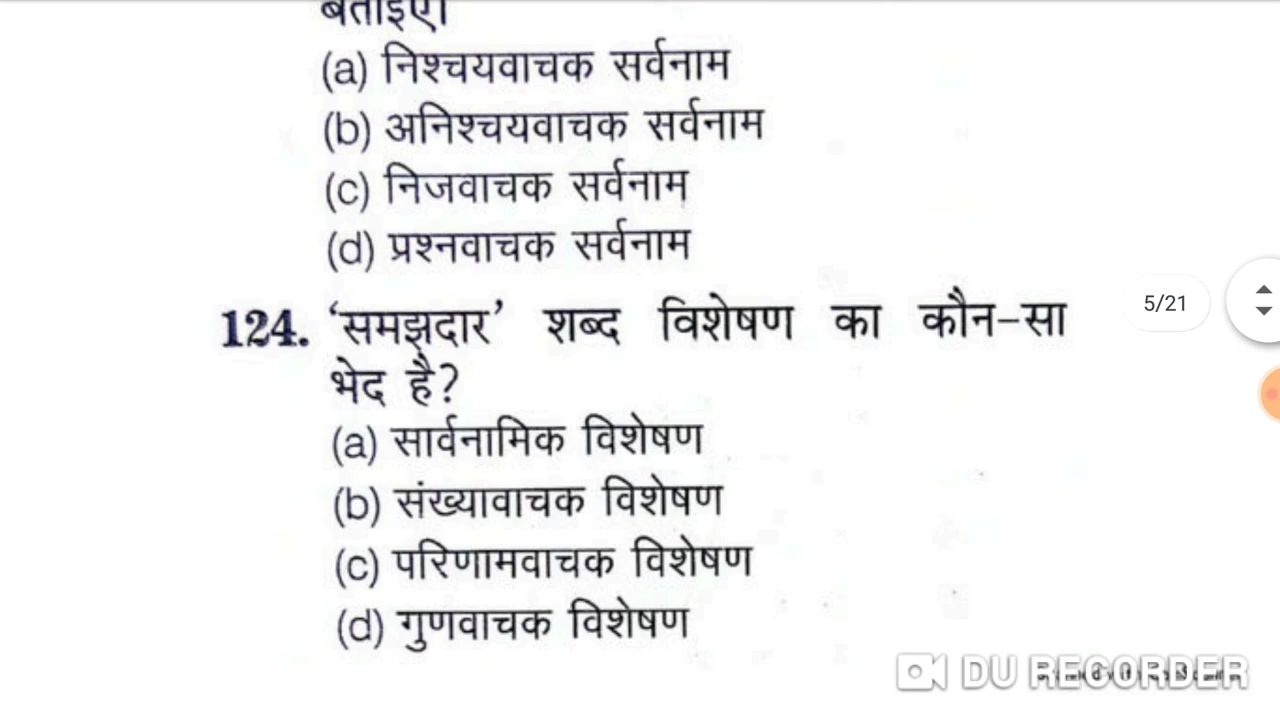 बताइए।
(a) निश्चयवाचक सर्वनाम
(b) अनिश्चयवाचक सर्वनाम
(c) निजवाचक सर्वनाम
(d) प्रश्नवाचक सर्वनाम
124. ‘समझदार’ शब्द विशेषण का कौन-सा
भेद है?
(a) सार्वनामिक विशेषण
(b) संख्यावाचक विशेषण
(c) परिणामवाचक विशेषण
(d) गुणवाचक विशेषण
5/21
DU RECORDER